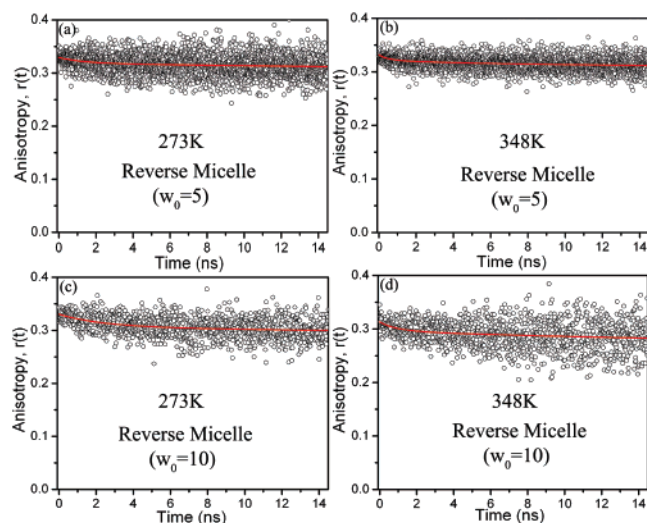 (a)
0.4
0.3
0.2
0.1
0.0
Anisotropy, r(t)
273K
Reverse Micelle
(w₀=5)
0 2 4 6 8 10 12 14
Time (ns)
(b)
0.4
0.3
0.2
0.1
0.0
Anisotropy, r(t)
348K
Reverse Micelle
(w₀=5)
0 2 4 6 8 10 12 14
Time (ns)
(c)
0.4
0.3
0.2
0.1
0.0
Anisotropy, r(t)
273K
Reverse Micelle
(w₀=10)
0 2 4 6 8 10 12 14
Time (ns)
(d)
0.4
0.3
0.2
0.1
0.0
Anisotropy, r(t)
348K
Reverse Micelle
(w₀=10)
0 2 4 6 8 10 12 14
Time (ns)